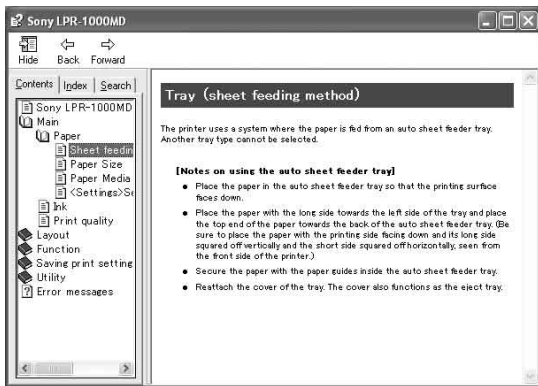 Sony LPR-1000MD
Hide Back Forward
Contents Index Search
Sony LPR-1000MD
Main
Paper
Sheet feedin
Paper Size
Paper Media
<Settings>Se
Ink
Print quality
Layout
Function
Saving print setting
Utility
Error messages
Tray (sheet feeding method)
The printer uses a system where the paper is fed from an auto sheet feeder tray.
Another tray type cannot be selected.
[Notes on using the auto sheet feeder tray]
● Place the paper in the auto sheet feeder tray so that the printing surface
faces down.
● Place the paper with the long side towards the left side of the tray and place
the top end of the paper towards the back of the auto sheet feeder tray. (Be
sure to place the paper with the printing side facing down and its long side
squared off vertically and the short side squared off horizontally, seen from
the front side of the printer.)
● Secure the paper with the paper guides inside the auto sheet feeder tray.
● Reattach the cover of the tray. The cover also functions as the eject tray.